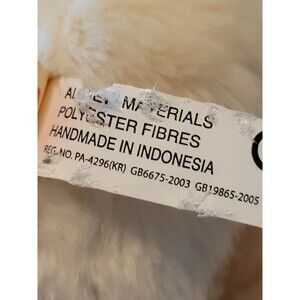 MATERIALS
POLYESTER FIBRES
HANDMADE IN INDONESIA
REG. NO. PA-4296(KR) GB6675-2003 GB19865-2005